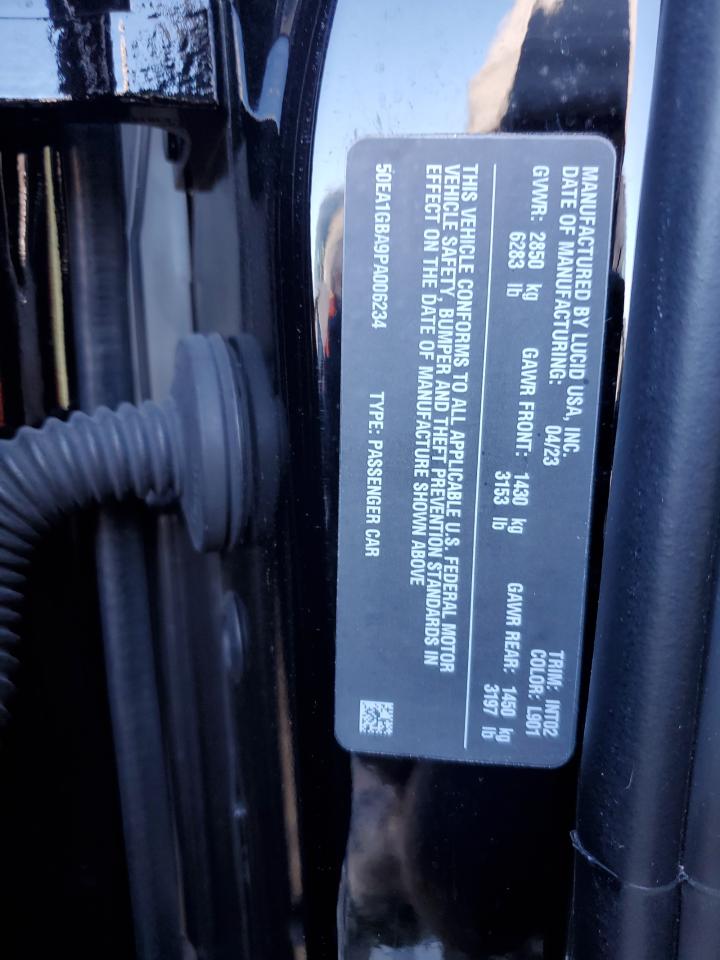 MANUFACTURED BY LUCID USA, INC.
DATE OF MANUFACTURING: 04/23
TRIM: INT02
COLOR: L901
GVWR: 2850 kg GAWR FRONT: 1430 kg GAWR REAR: 1450 kg
6283 lb 3153 lb 3197 lb
THIS VEHICLE CONFORMS TO ALL APPLICABLE U.S. FEDERAL MOTOR
VEHICLE SAFETY, BUMPER AND THEFT PREVENTION STANDARDS IN
EFFECT ON THE DATE OF MANUFACTURE SHOWN ABOVE
50EA1GBA9PA006234 TYPE: PASSENGER CAR